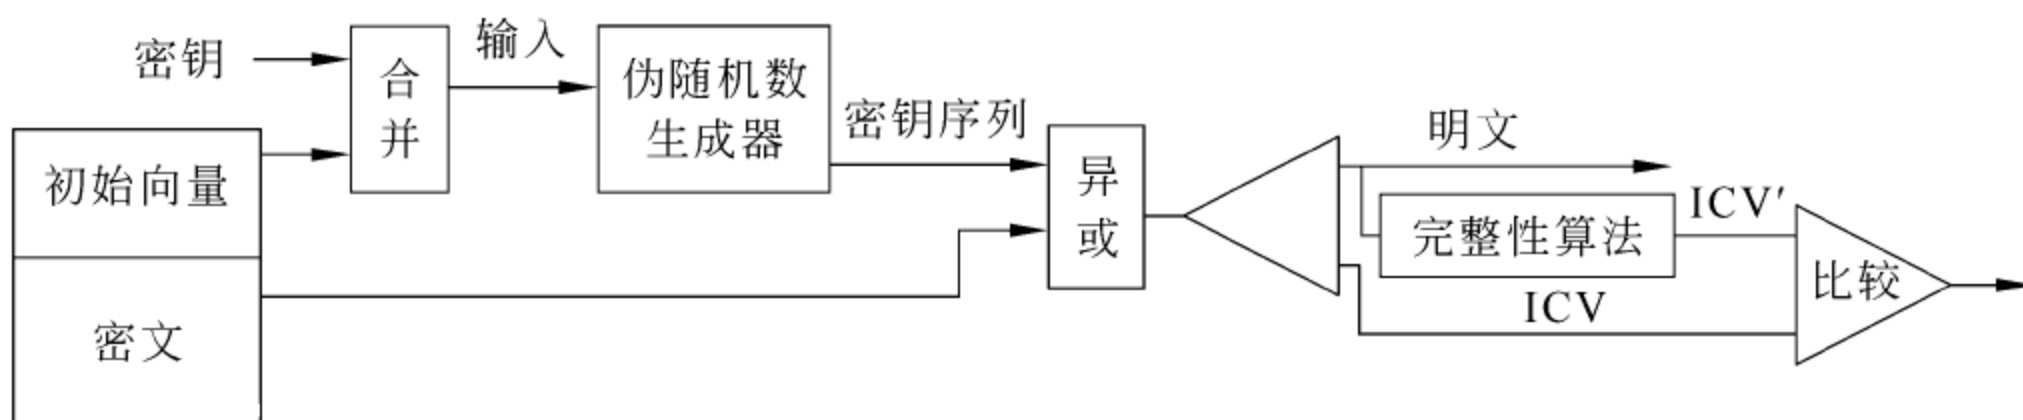 密钥
合并
输入
伪随机数
生成器
密钥序列
初始向量
密文
异或
明文
完整性算法
ICV′
ICV
比较